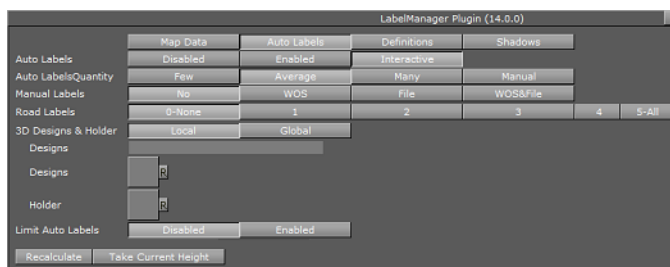 LabelManager Plugin (14.0.0)
Map Data Auto Labels Definitions Shadows
Auto Labels Disabled Enabled Interactive
Auto LabelsQuantity Few Average Many Manual
Manual Labels No WOS File WOS&File
Road Labels 0-None 1 2 3 4 5-All
3D Designs & Holder Local Global
Designs
Designs R
Holder R
Limit Auto Labels Disabled Enabled
Recalculate Take Current Height